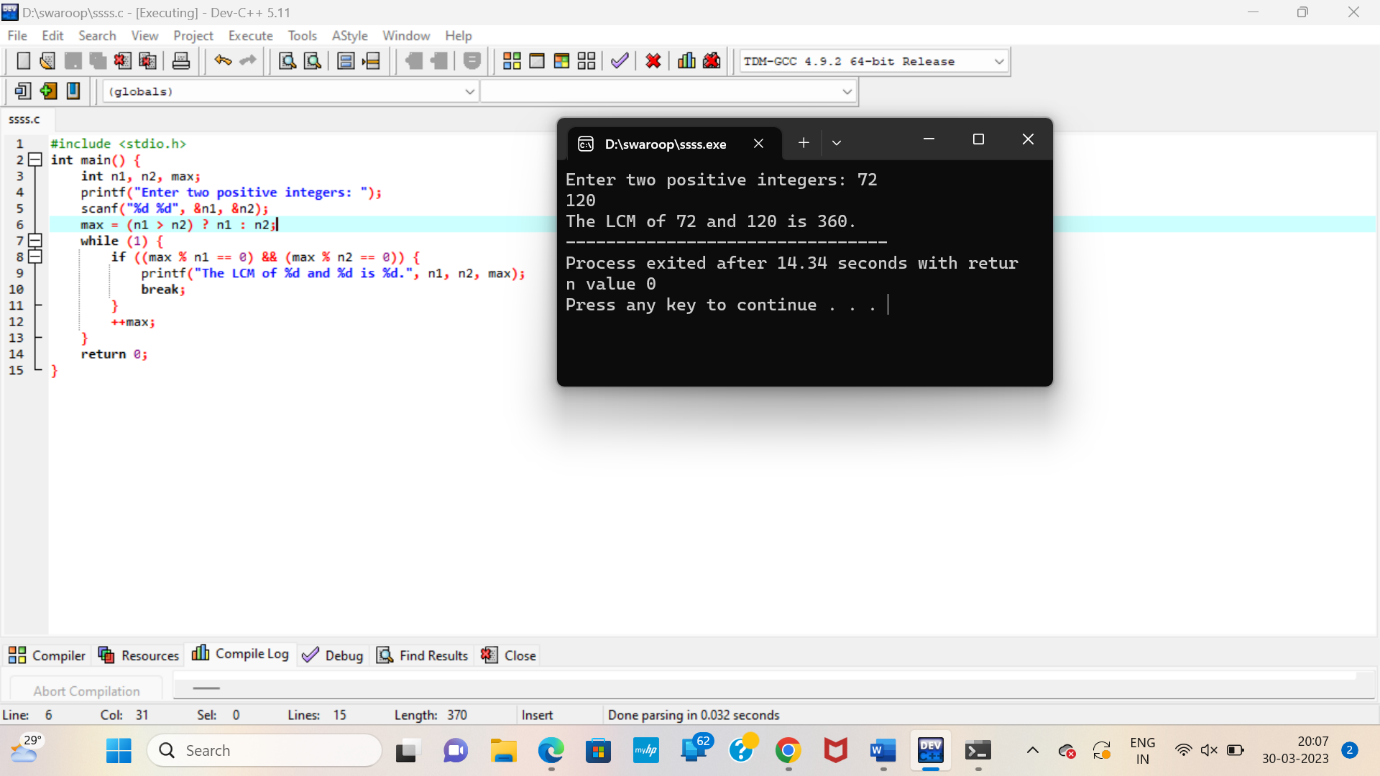 D:\swaroop\ssss.c - [Executing] - Dev-C++ 5.11
File Edit Search View Project Execute Tools AStyle Window Help
TDM-GCC 4.9.2 64-bit Release
(globals)
ssss.c
1 #include <stdio.h>
2 int main() {
3 int n1, n2, max;
4 printf("Enter two positive integers: ");
5 scanf("%d %d", &n1, &n2);
6 max = (n1 > n2) ? n1 : n2;
7 while (1) {
8 if ((max % n1 == 0) && (max % n2 == 0)) {
9 printf("The LCM of %d and %d is %d.", n1, n2, max);
10 break;
11 }
12 ++max;
13 }
14 return 0;
15 }
D:\swaroop\ssss.exe
Enter two positive integers: 72
120
The LCM of 72 and 120 is 360.
--------------------------------
Process exited after 14.34 seconds with retur
n value 0
Press any key to continue . . .
Compiler Resources Compile Log Debug Find Results Close
Abort Compilation
Line: 6 Col: 31 Sel: 0 Lines: 15 Length: 370 Insert Done parsing in 0.032 seconds
29°
Search
myhp
62
DEV C++
ENG
IN
20:07
30-03-2023
2